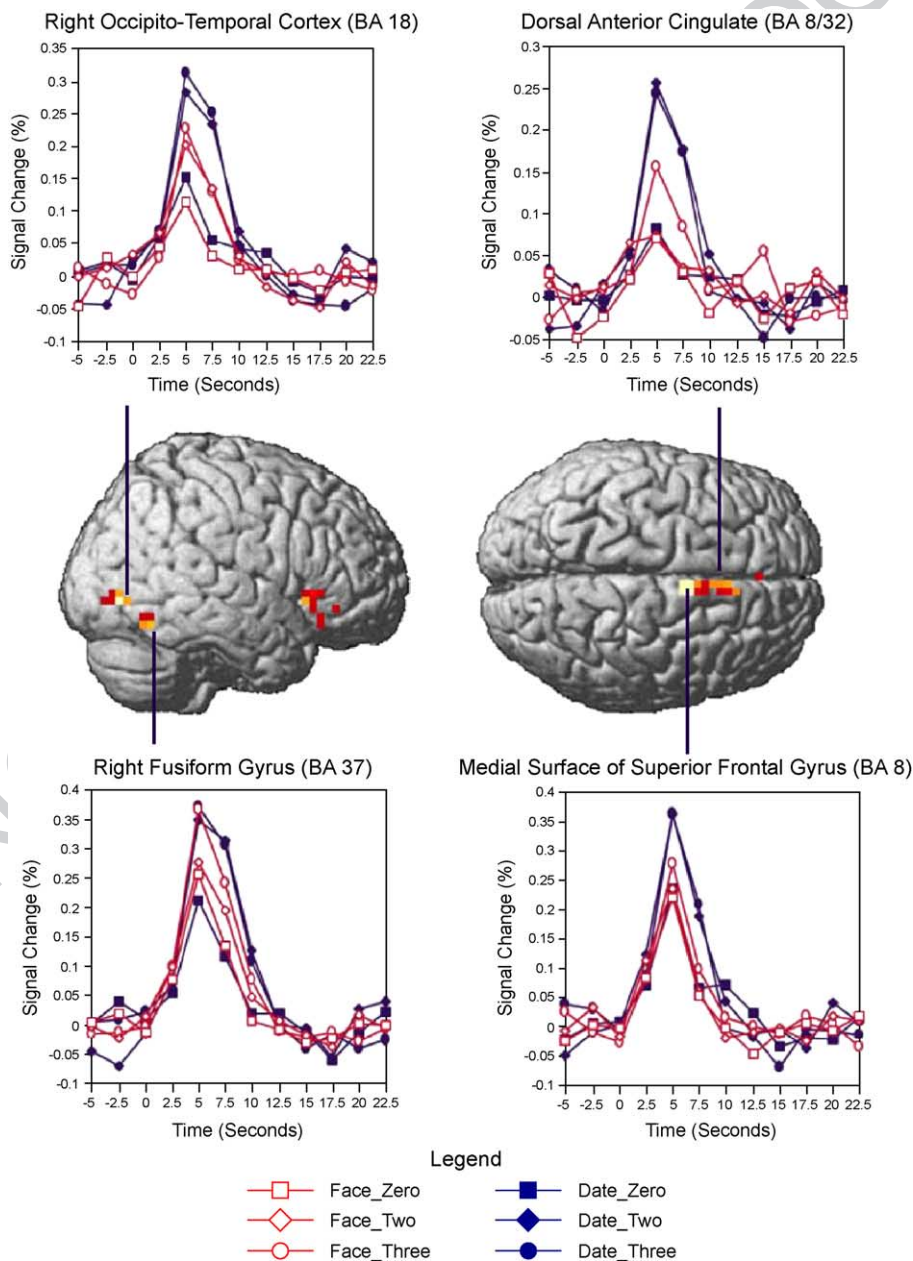 Right Occipito-Temporal Cortex (BA 18)
0.35
0.3
0.25
0.2
0.15
0.1
0.05
0
-0.05
-0.1
Signal Change (%)
-5 -2.5 0 2.5 5 7.5 10 12.5 15 17.5 20 22.5
Time (Seconds)
Dorsal Anterior Cingulate (BA 8/32)
0.3
0.25
0.2
0.15
0.1
0.05
0
-0.05
Signal Change (%)
-5 -2.5 0 2.5 5 7.5 10 12.5 15 17.5 20 22.5
Time (Seconds)
Right Fusiform Gyrus (BA 37)
0.4
0.35
0.3
0.25
0.2
0.15
0.1
0.05
0
-0.05
-0.1
Signal Change (%)
-5 -2.5 0 2.5 5 7.5 10 12.5 15 17.5 20 22.5
Time (Seconds)
Medial Surface of Superior Frontal Gyrus (BA 8)
0.4
0.35
0.3
0.25
0.2
0.15
0.1
0.05
0
-0.05
-0.1
Signal Change (%)
-5 -2.5 0 2.5 5 7.5 10 12.5 15 17.5 20 22.5
Time (Seconds)
Legend
Face_Zero Date_Zero
Face_Two Date_Two
Face_Three Date_Three